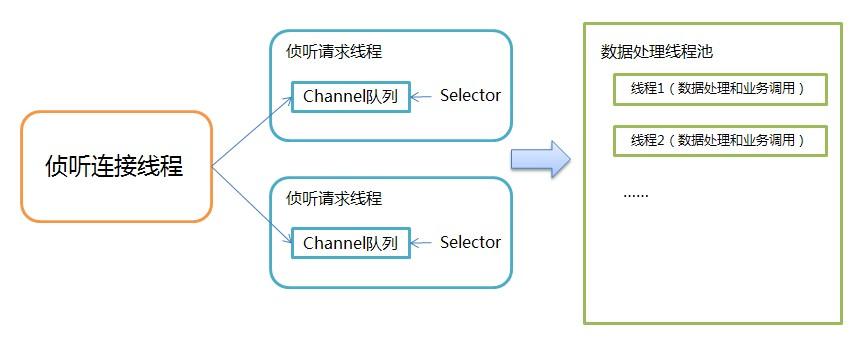 侦听连接线程
侦听请求线程
Channel队列
Selector
侦听请求线程
Channel队列
Selector
数据处理线程池
线程1（数据处理和业务调用）
线程2（数据处理和业务调用）
......